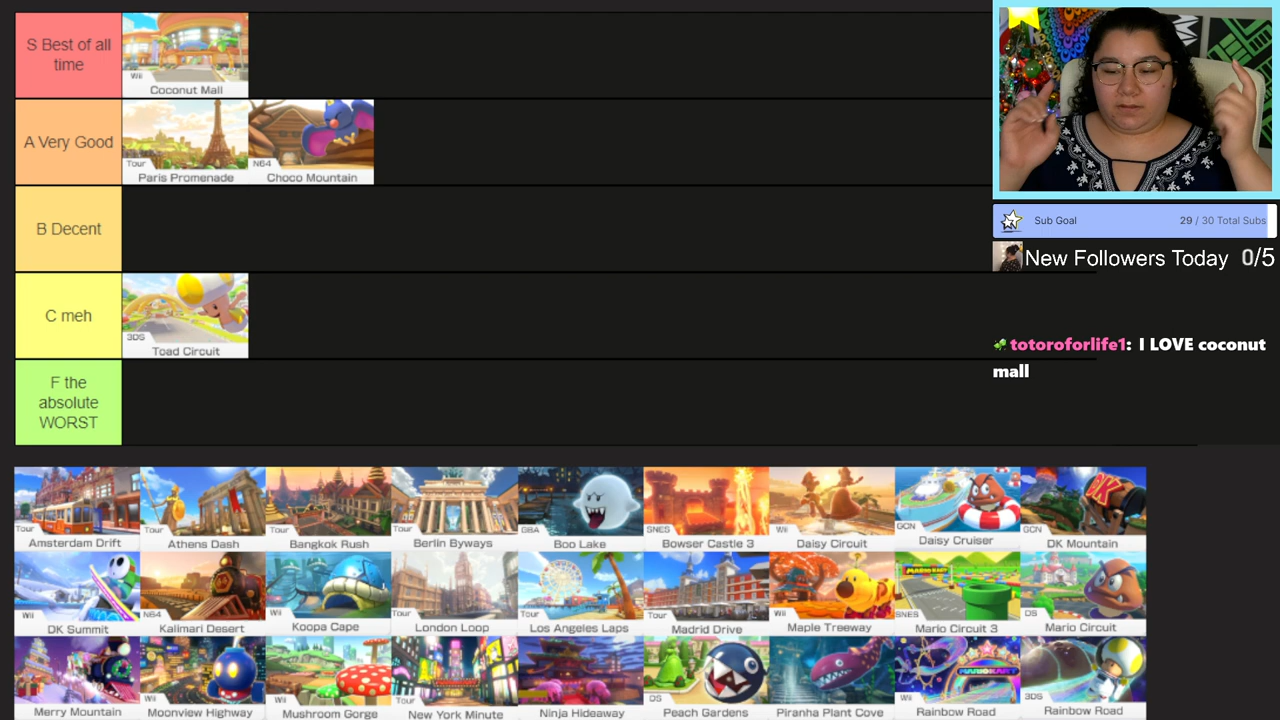 S Best of all
time
Wii
Coconut Mall
A Very Good
Tour
Paris Promenade
N64
Choco Mountain
B Decent
C meh
3DS
Toad Circuit
F the
absolute
WORST
Sub Goal
29 / 30 Total Subs
New Followers Today 0/5
totoroforlife1: I LOVE coconut
mall
Tour
Amsterdam Drift
Tour
Athens Dash
Tour
Bangkok Rush
Tour
Berlin Byways
GBA
Boo Lake
SNES
Bowser Castle 3
Wii
Daisy Circuit
GCN
Daisy Cruiser
DK
GCN
DK Mountain
Wii
DK Summit
N64
Kalimari Desert
Wii
Koopa Cape
Tour
London Loop
Tour
Los Angeles Laps
Tour
Madrid Drive
Wii
Maple Treeway
MARIO KART
SNES
Mario Circuit 3
DS
Mario Circuit
Merry Mountain
Wii
Moonview Highway
Wii
Mushroom Gorge
Tour
New York Minute
Ninja Hideaway
DS
Peach Gardens
Piranha Plant Cove
MARIO KART
Wii
Rainbow Road
3DS
Rainbow Road